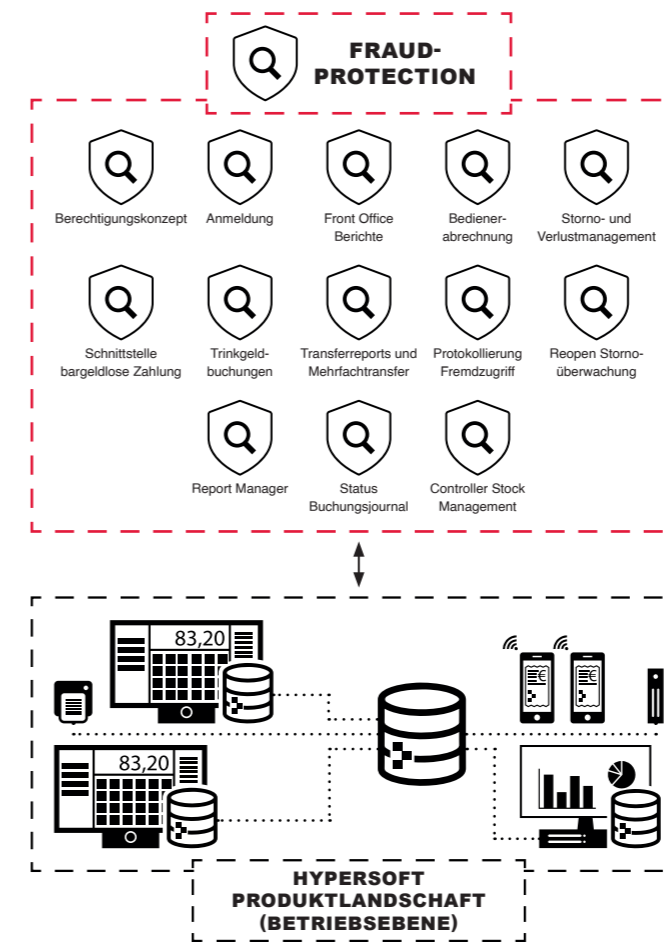 FRAUD-
PROTECTION
Berechtigungskonzept
Anmeldung
Front Office
Berichte
Bediener-
abrechnung
Storno- und
Verlustmanagement
Schnittstelle
bargeldlose Zahlung
Trinkgeld-
buchungen
Transferreports und
Mehrfachtransfer
Protokollierung
Fremdzugriff
Reopen Storno-
überwachung
Report Manager
Status
Buchungsjournal
Controller Stock
Management
83,20
€
€
83,20
HYPERSOFT
PRODUKTLANDSCHAFT
(BETRIEBSEBENE)